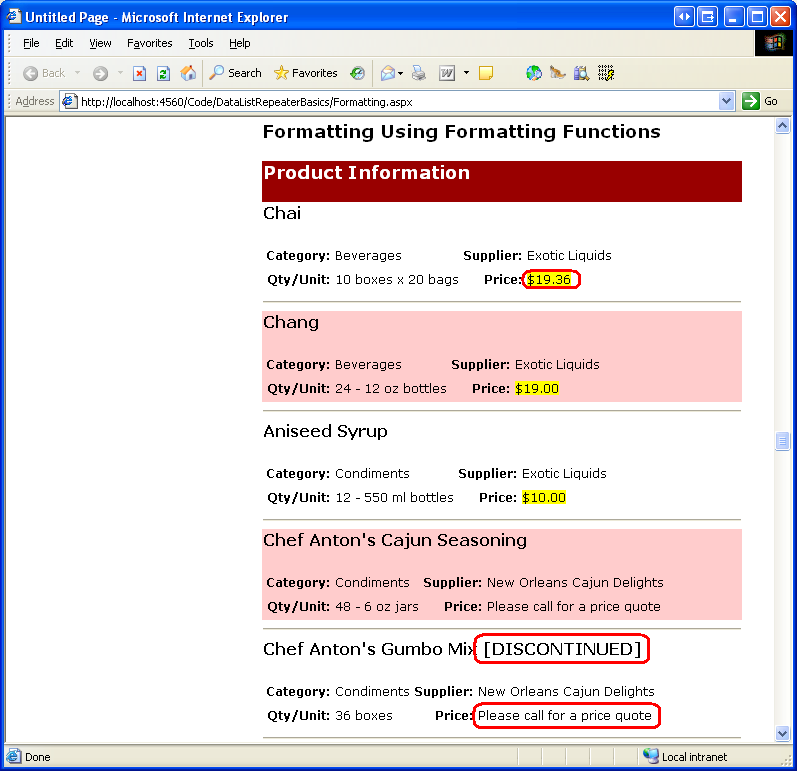 Untitled Page - Microsoft Internet Explorer
File Edit View Favorites Tools Help
Back Search Favorites
Address http://localhost:4560/Code/DataListRepeaterBasics/Formatting.aspx Go
Formatting Using Formatting Functions
Product Information
Chai
Category: Beverages Supplier: Exotic Liquids
Qty/Unit: 10 boxes x 20 bags Price: $19.36
Chang
Category: Beverages Supplier: Exotic Liquids
Qty/Unit: 24 - 12 oz bottles Price: $19.00
Aniseed Syrup
Category: Condiments Supplier: Exotic Liquids
Qty/Unit: 12 - 550 ml bottles Price: $10.00
Chef Anton's Cajun Seasoning
Category: Condiments Supplier: New Orleans Cajun Delights
Qty/Unit: 48 - 6 oz jars Price: Please call for a price quote
Chef Anton's Gumbo Mix [DISCONTINUED]
Category: Condiments Supplier: New Orleans Cajun Delights
Qty/Unit: 36 boxes Price: Please call for a price quote
Done Local intranet